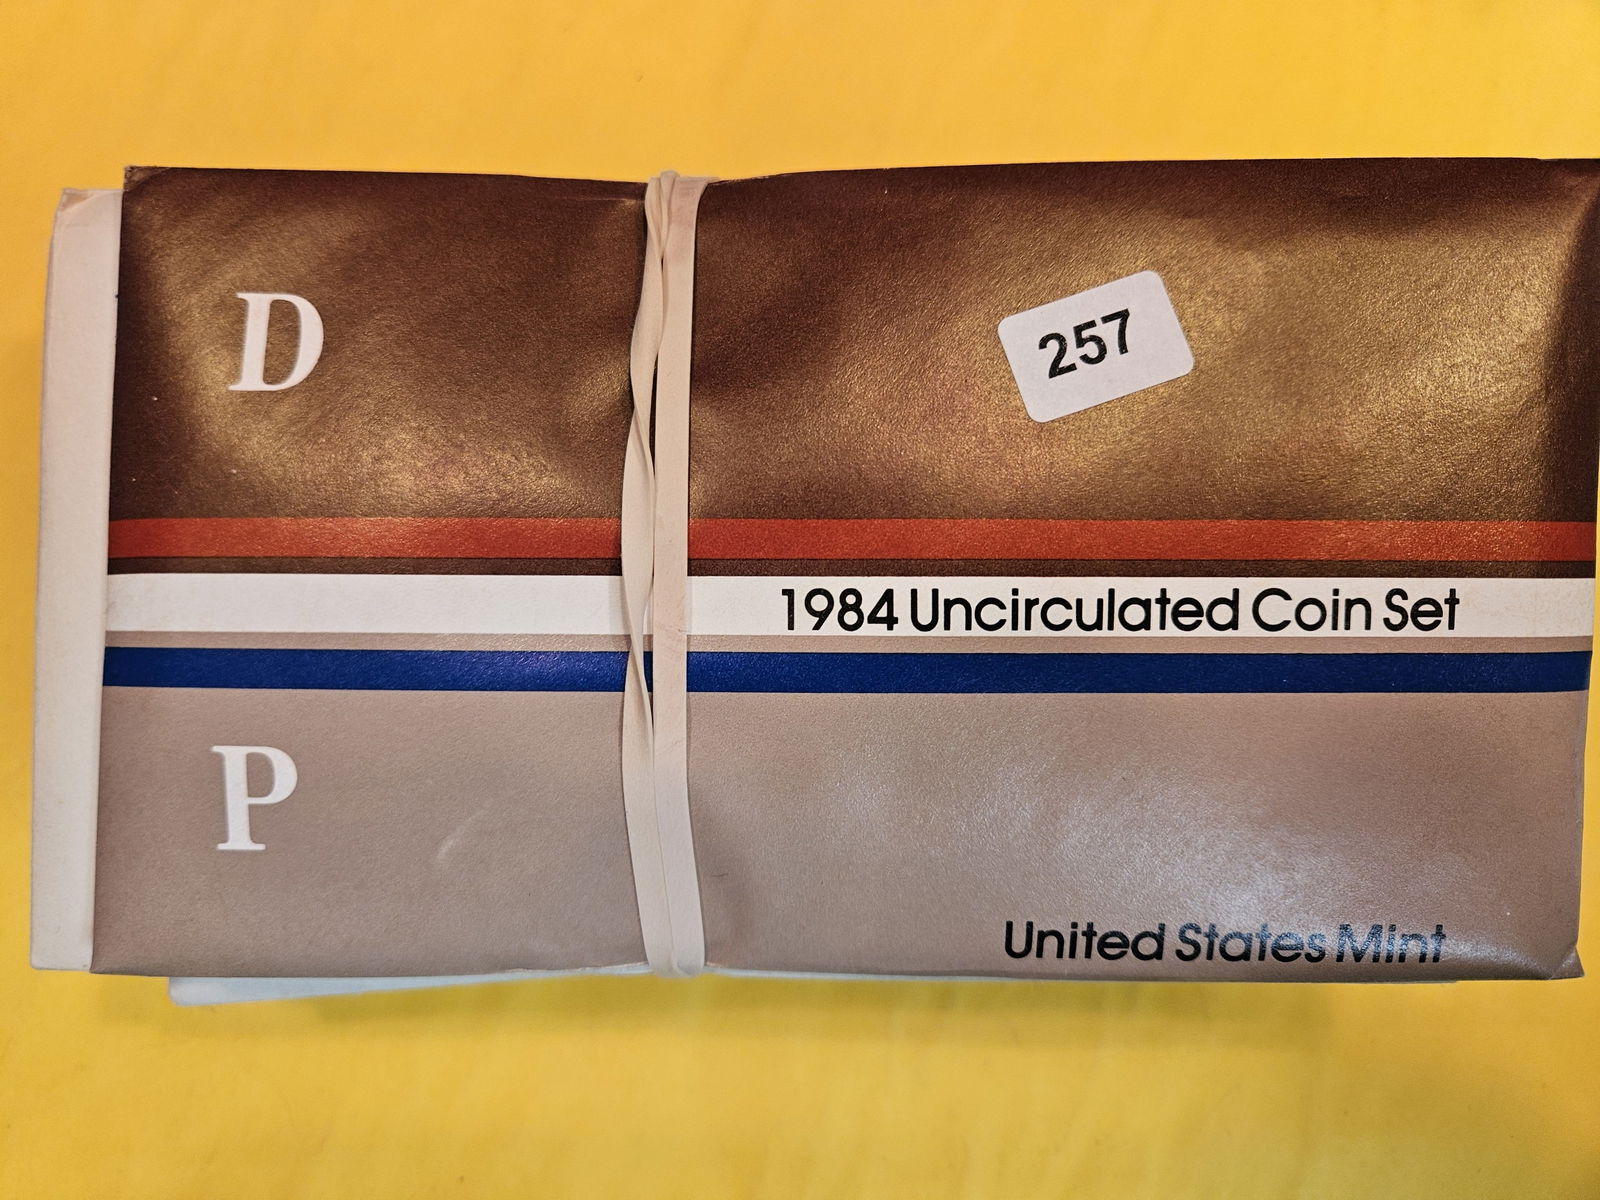 D
257
1984 Uncirculated Coin Set
P
United States Mint